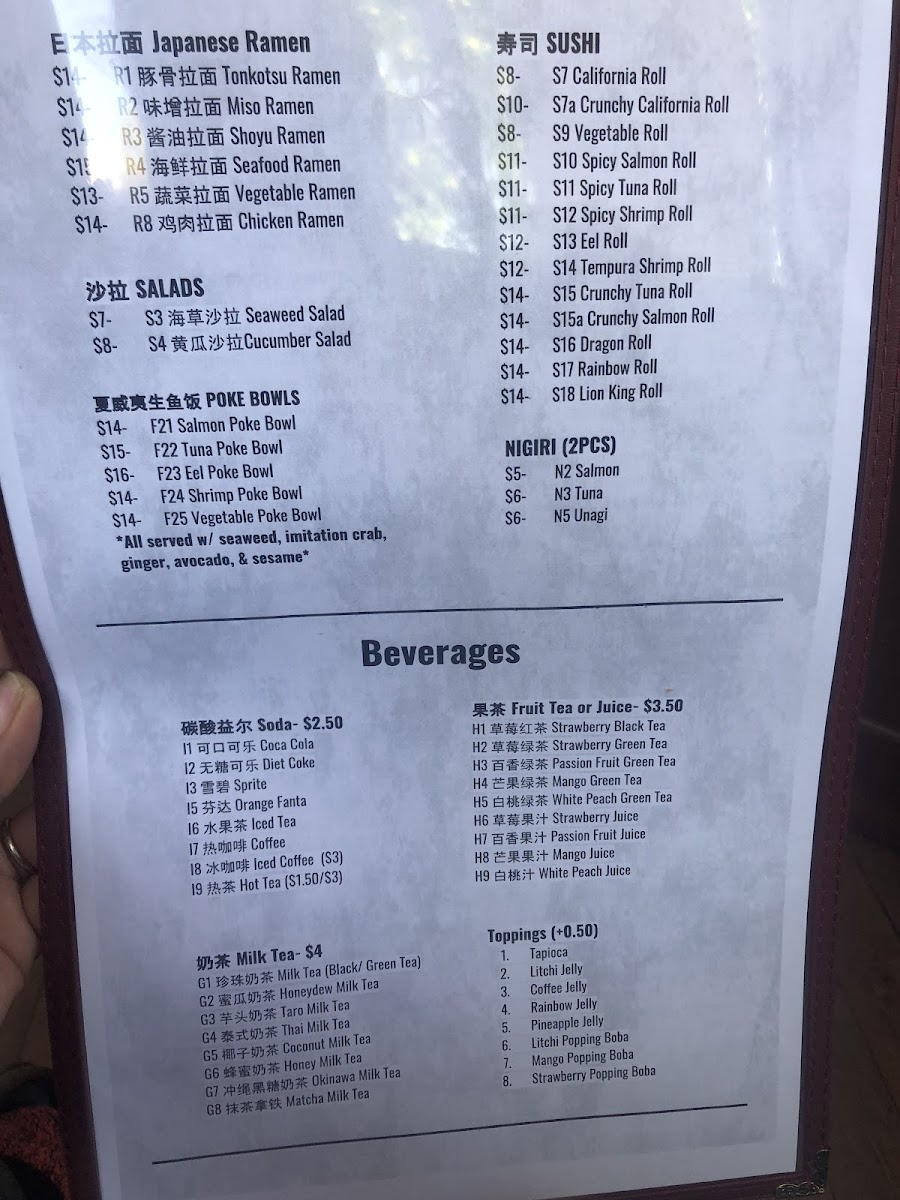 日本拉面 Japanese Ramen
$14- R1 豚骨拉面 Tonkotsu Ramen
$14- R2 味增拉面 Miso Ramen
$14- R3 酱油拉面 Shoyu Ramen
$15 R4 海鲜拉面 Seafood Ramen
$13- R5 蔬菜拉面 Vegetable Ramen
$14- R8 鸡肉拉面 Chicken Ramen
沙拉 SALADS
$7- S3 海草沙拉 Seaweed Salad
$8- S4 黄瓜沙拉Cucumber Salad
夏威夷生鱼饭 POKE BOWLS
$14- F21 Salmon Poke Bowl
$15- F22 Tuna Poke Bowl
$16- F23 Eel Poke Bowl
$14- F24 Shrimp Poke Bowl
$14- F25 Vegetable Poke Bowl
*All served w/ seaweed, imitation crab,
ginger, avocado, & sesame*
寿司 SUSHI
$8- S7 California Roll
$10- S7a Crunchy California Roll
$8- S9 Vegetable Roll
$11- S10 Spicy Salmon Roll
$11- S11 Spicy Tuna Roll
$11- S12 Spicy Shrimp Roll
$12- S13 Eel Roll
$12- S14 Tempura Shrimp Roll
$14- S15 Crunchy Tuna Roll
$14- S15a Crunchy Salmon Roll
$14- S16 Dragon Roll
$14- S17 Rainbow Roll
$14- S18 Lion King Roll
NIGIRI (2PCS)
$5- N2 Salmon
$6- N3 Tuna
$6- N5 Unagi
Beverages
碳酸益尔 Soda- $2.50
I1 可口可乐 Coca Cola
I2 无糖可乐 Diet Coke
I3 雪碧 Sprite
I5 芬达 Orange Fanta
I6 水果茶 Iced Tea
I7 热咖啡 Coffee
I8 冰咖啡 Iced Coffee ($3)
I9 热茶 Hot Tea ($1.50/$3)
奶茶 Milk Tea- $4
G1 珍珠奶茶 Milk Tea (Black/ Green Tea)
G2 蜜瓜奶茶 Honeydew Milk Tea
G3 芋头奶茶 Taro Milk Tea
G4 泰式奶茶 Thai Milk Tea
G5 椰子奶茶 Coconut Milk Tea
G6 蜂蜜奶茶 Honey Milk Tea
G7 冲绳黑糖奶茶 Okinawa Milk Tea
G8 抹茶拿铁 Matcha Milk Tea
果茶 Fruit Tea or Juice- $3.50
H1 草莓红茶 Strawberry Black Tea
H2 草莓绿茶 Strawberry Green Tea
H3 百香绿茶 Passion Fruit Green Tea
H4 芒果绿茶 Mango Green Tea
H5 白桃绿茶 White Peach Green Tea
H6 草莓果汁 Strawberry Juice
H7 百香果汁 Passion Fruit Juice
H8 芒果果汁 Mango Juice
H9 白桃汁 White Peach Juice
Toppings (+0.50)
1. Tapioca
2. Litchi Jelly
3. Coffee Jelly
4. Rainbow Jelly
5. Pineapple Jelly
6. Litchi Popping Boba
7. Mango Popping Boba
8. Strawberry Popping Boba